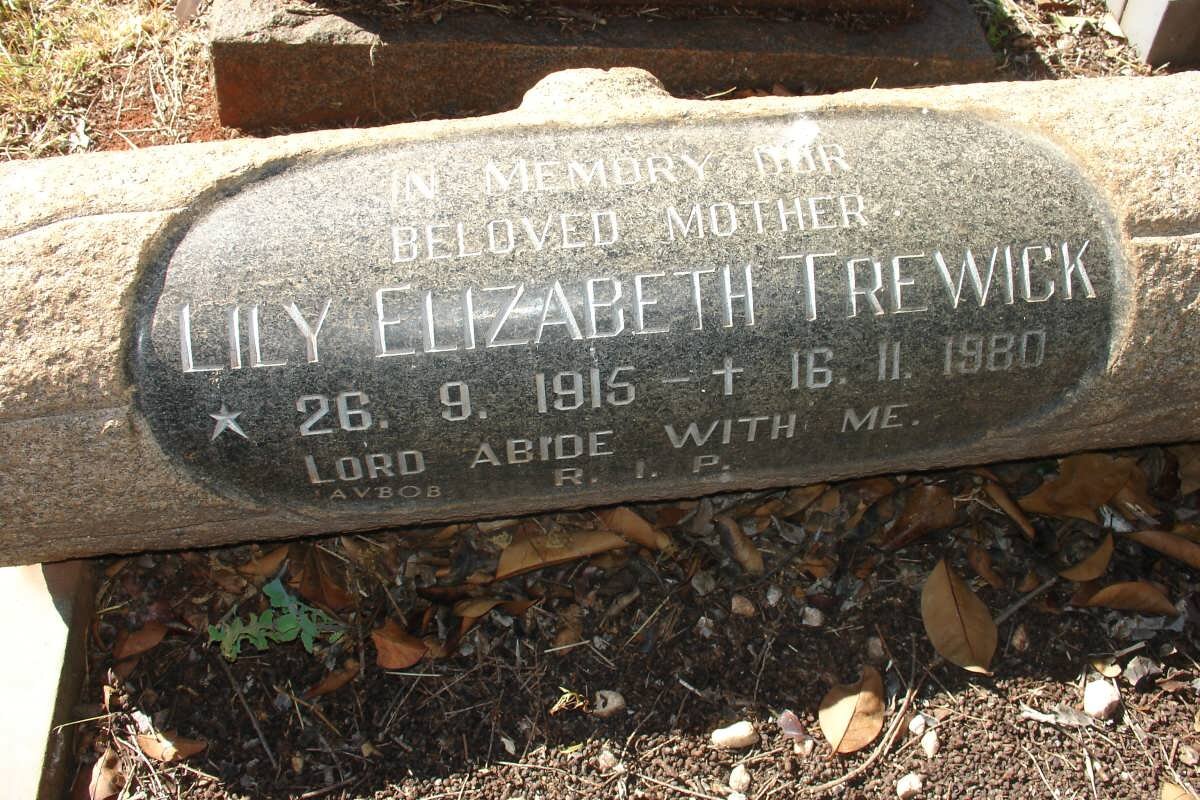 IN MEMORY OUR
BELOVED MOTHER.
LILY ELIZABETH TREWICK
★ 26. 9. 1915 - ✝ 16. 11. 1980
LORD ABIDE WITH ME.
R. I. P.
AVBOB